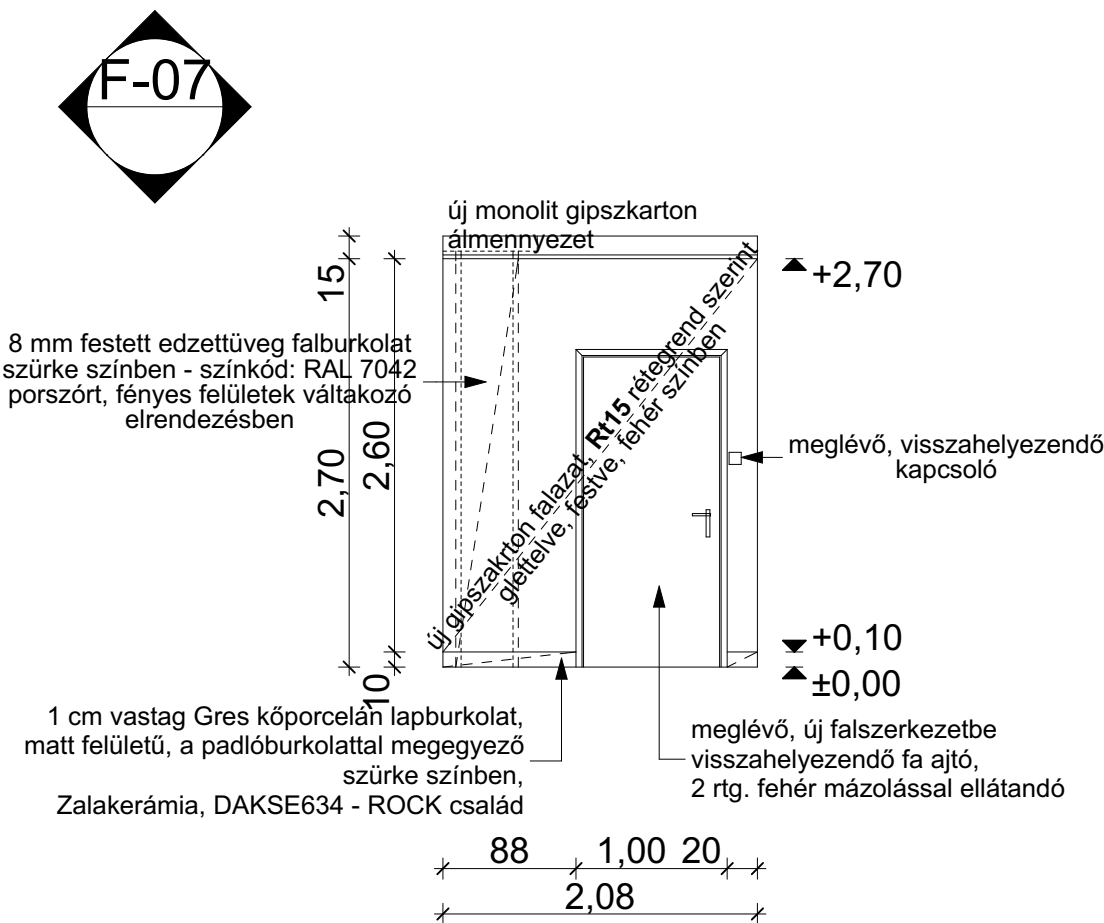 F-07
új monolit gipszkarton
álmennyezet
15
+2,70
8 mm festett edzettüveg falburkolat
szürke színben - színkód: RAL 7042
porszórt, fényes felületek váltakozó
elrendezésben
új gipszakrton falazat, Rt15 rétegrend szerint
glettelve, festve, fehér színben
2,70
2,60
meglévő, visszahelyezendő
kapcsoló
+0,10
±0,00
10
1 cm vastag Gres kőporcelán lapburkolat,
matt felületű, a padlóburkolattal megegyező
szürke színben,
Zalakerámia, DAKSE634 - ROCK család
meglévő, új falszerkezetbe
visszahelyezendő fa ajtó,
2 rtg. fehér mázolással ellátandó
88 1,00 20
2,08